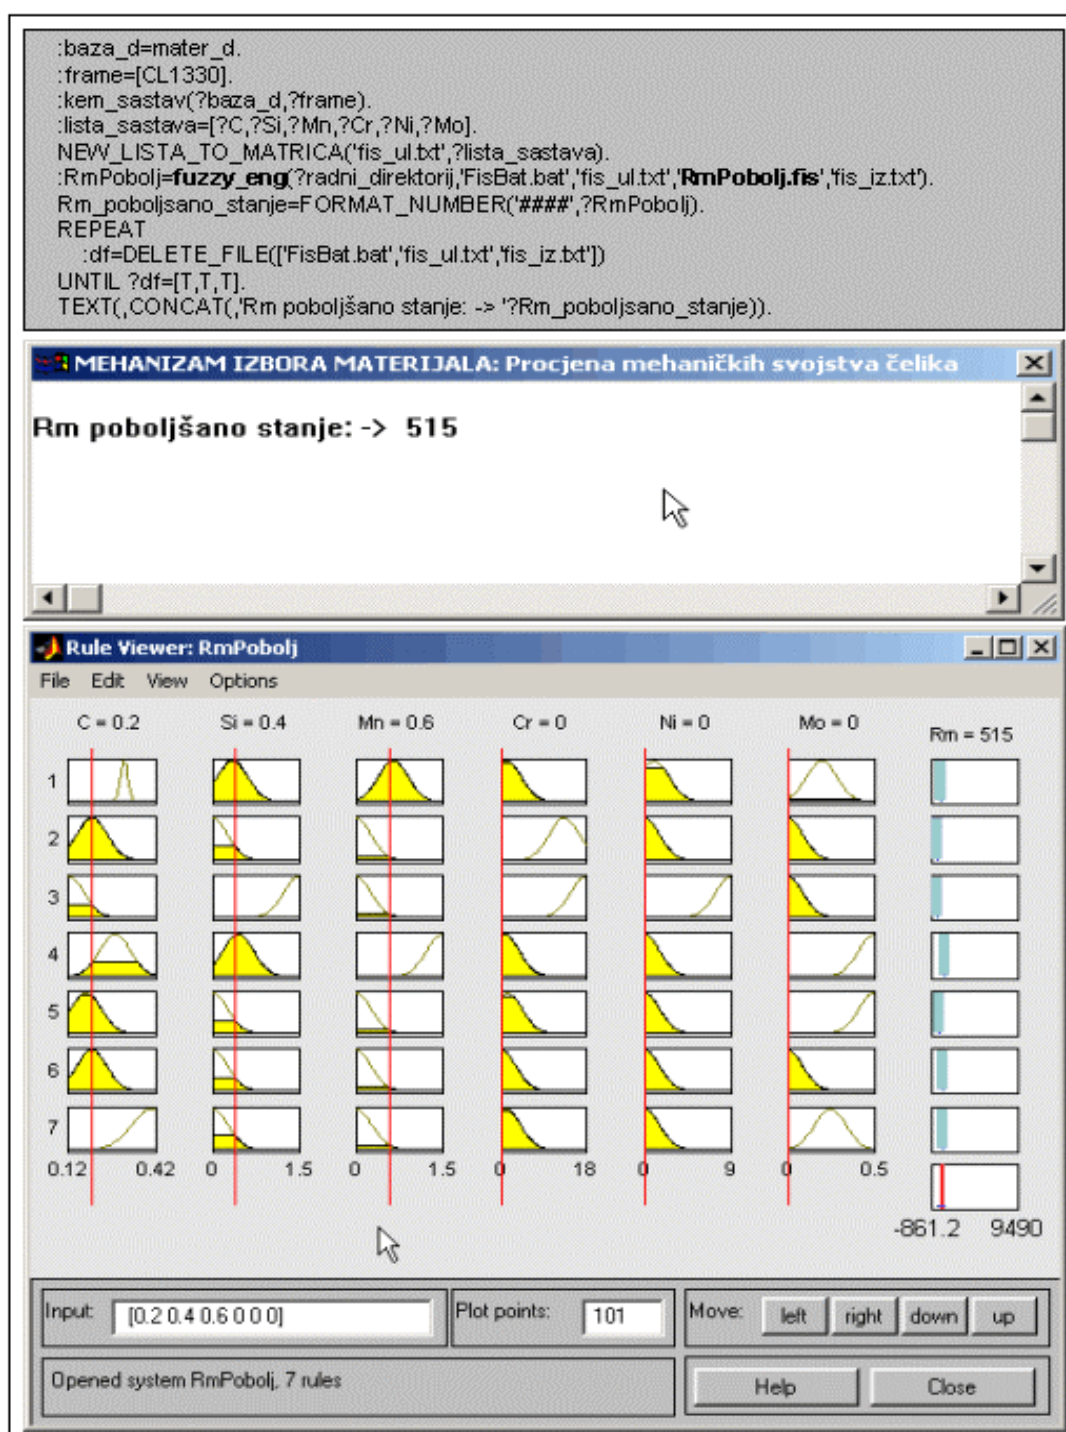 :baza_d=mater_d.
:frame=[CL1330].
:kem_sastav(?baza_d,?frame).
:lista_sastava=[?C,?Si,?Mn,?Cr,?Ni,?Mo].
NEW_LISTA_TO_MATRICA('fis_ul.txt',?lista_sastava).
:RmPobolj=fuzzy_eng(?radni_direktorij,'FisBat.bat','fis_ul.txt','RmPobolj.fis','fis_iz.txt').
Rm_poboljsano_stanje=FORMAT_NUMBER('####',?RmPobolj).
REPEAT
:df=DELETE_FILE(['FisBat.bat','fis_ul.txt','fis_iz.txt'])
UNTIL ?df=[T,T,T].
TEXT(,CONCAT(,'Rm poboljšano stanje: -> '?Rm_poboljsano_stanje)).
MEHANIZAM IZBORA MATERIJALA: Procjena mehaničkih svojstva čelika
Rm poboljšano stanje: -> 515
Rule Viewer: RmPobolj
File Edit View Options
C = 0.2 Si = 0.4 Mn = 0.6 Cr = 0 Ni = 0 Mo = 0 Rm = 515
1
2
3
4
5
6
7
0.12 0.42 0 1.5 0 1.5 0 18 0 9 0 0.5
-861.2 9490
Input: [0.2 0.4 0.6 0 0 0] Plot points: 101 Move: left right down up
Opened system RmPobolj, 7 rules Help Close